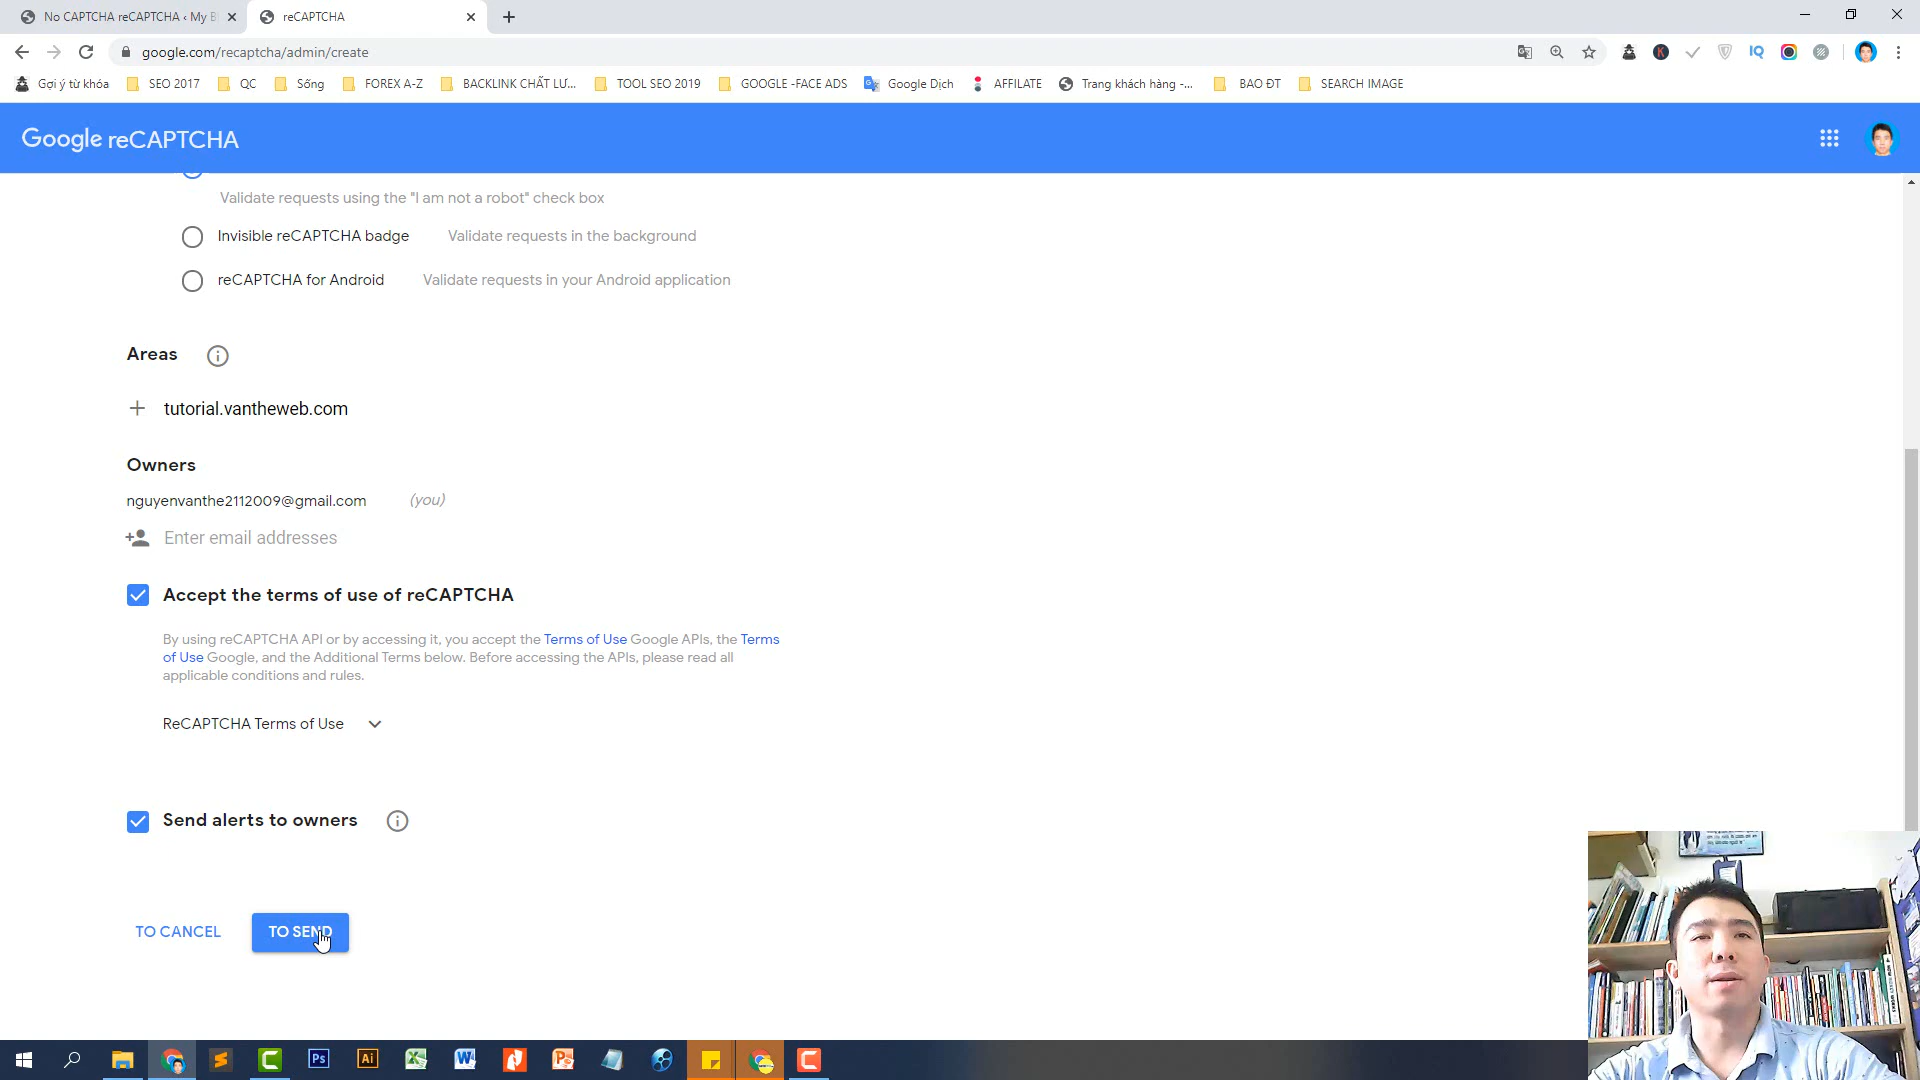 No CAPTCHA reCAPTCHA ‹ My B
reCAPTCHA
google.com/recaptcha/admin/create
Gợi ý từ khóa
SEO 2017
QC
Sống
FOREX A-Z
BACKLINK CHẤT LƯ...
TOOL SEO 2019
GOOGLE -FACE ADS
Google Dịch
AFFILATE
Trang khách hàng -...
BAO ĐT
SEARCH IMAGE
Google reCAPTCHA
Validate requests using the "I am not a robot" check box
Invisible reCAPTCHA badge Validate requests in the background
reCAPTCHA for Android Validate requests in your Android application
Areas
tutorial.vantheweb.com
Owners
nguyenvanthe2112009@gmail.com (you)
Enter email addresses
Accept the terms of use of reCAPTCHA
By using reCAPTCHA API or by accessing it, you accept the Terms of Use Google APIs, the Terms
of Use Google, and the Additional Terms below. Before accessing the APIs, please read all
applicable conditions and rules.
ReCAPTCHA Terms of Use
Send alerts to owners
TO CANCEL
TO SEND